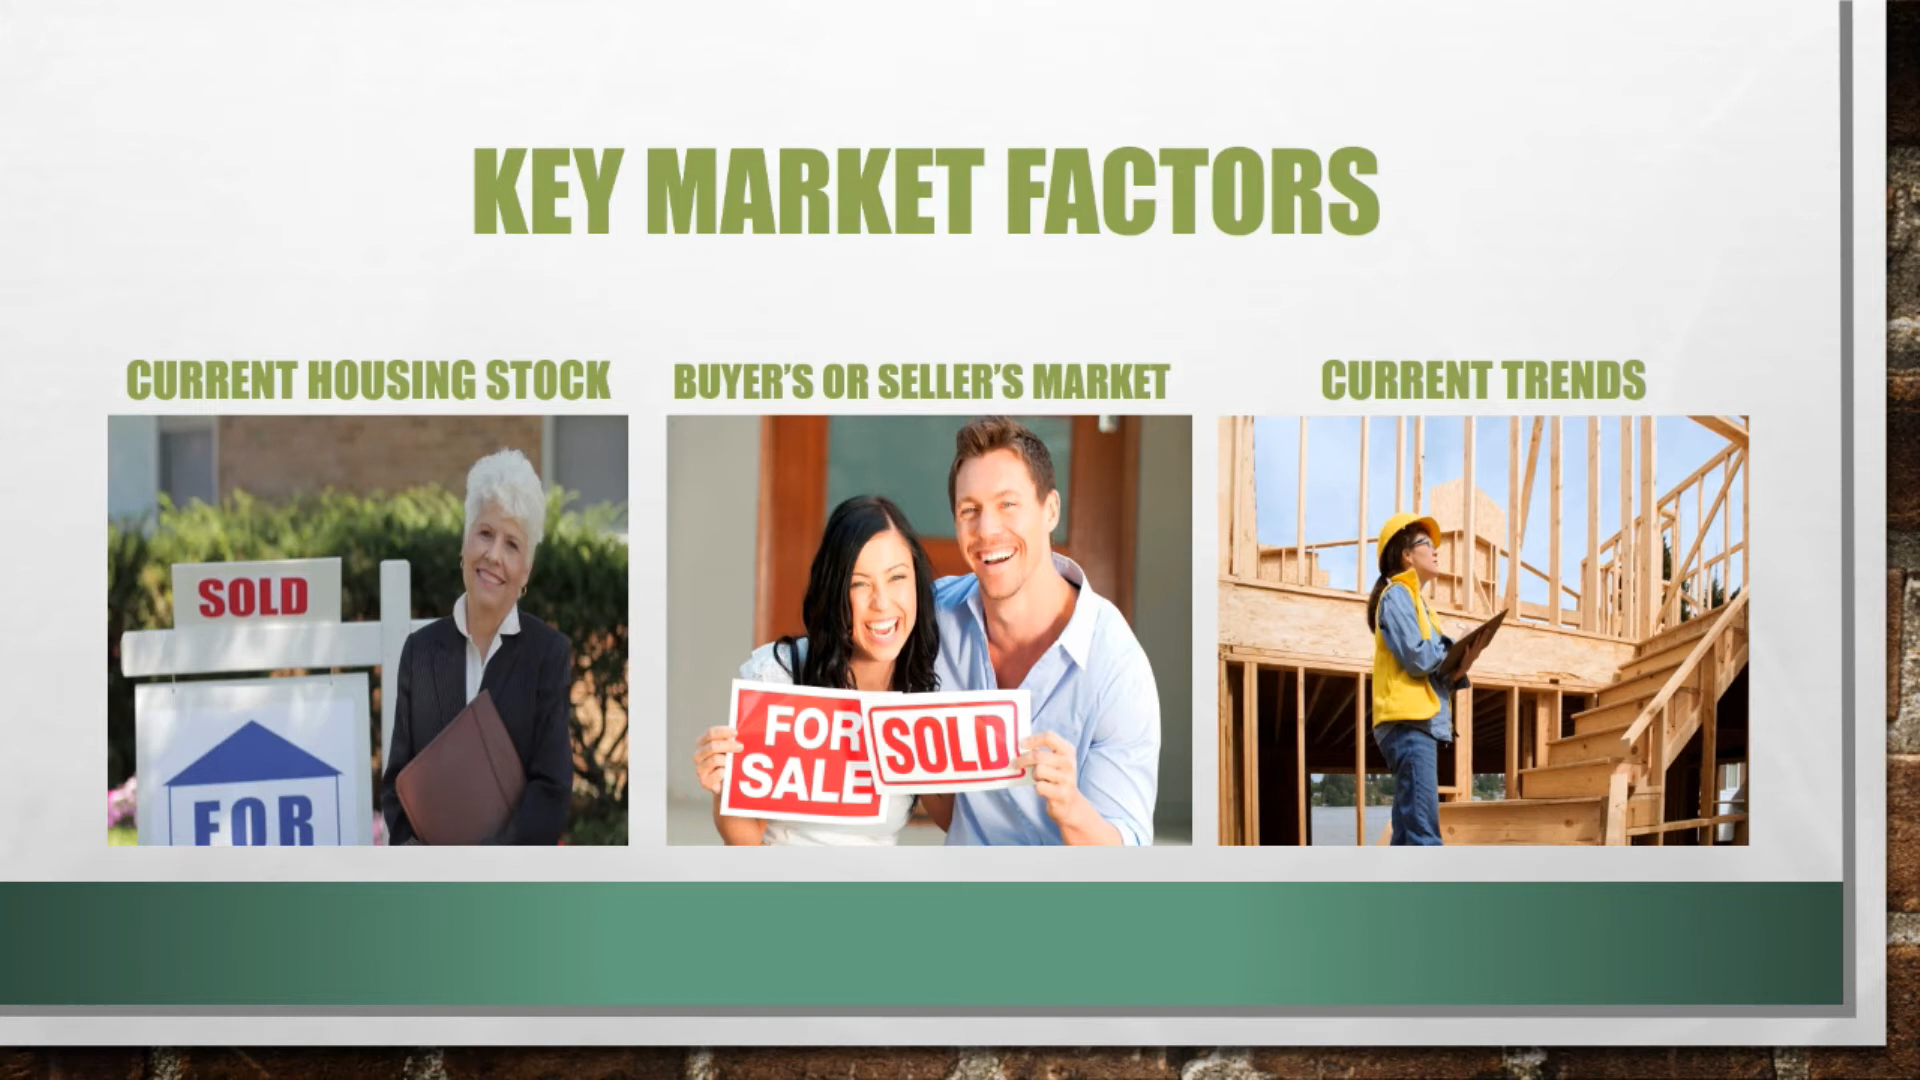 KEY MARKET FACTORS
CURRENT HOUSING STOCK
BUYER'S OR SELLER'S MARKET
CURRENT TRENDS
SOLD
FOR
FOR
SALE
SOLD